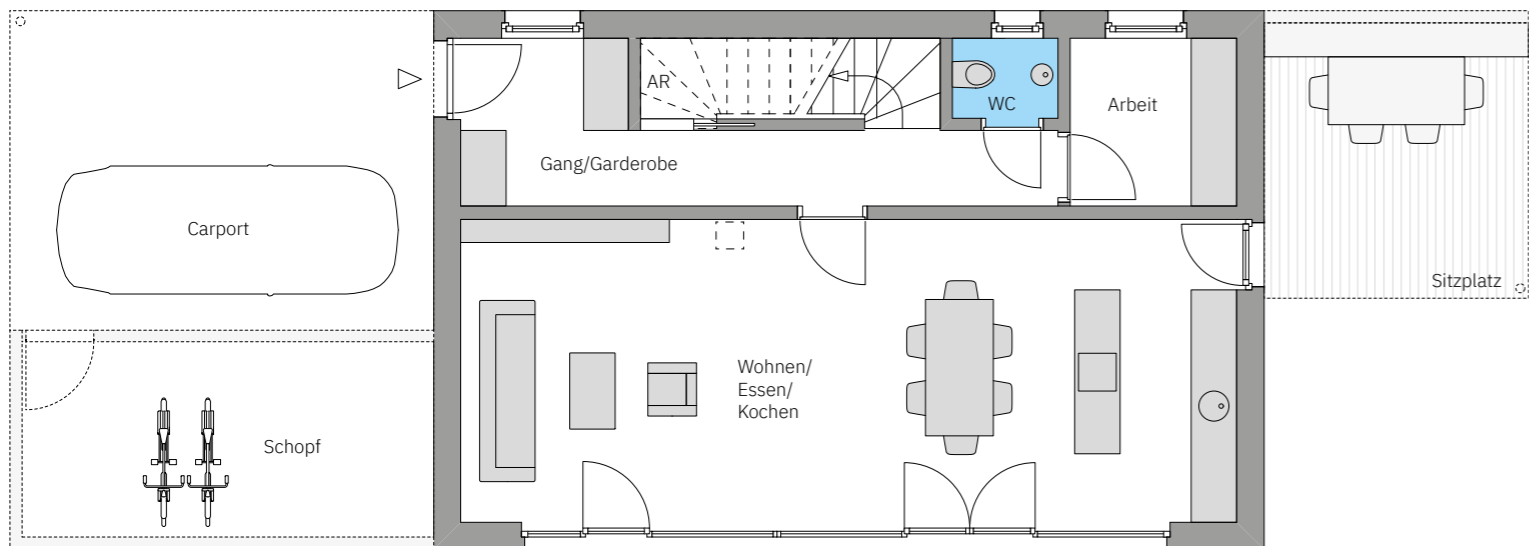 AR
WC
Arbeit
Gang/Garderobe
Carport
Sitzplatz
Wohnen/
Essen/
Kochen
Schopf